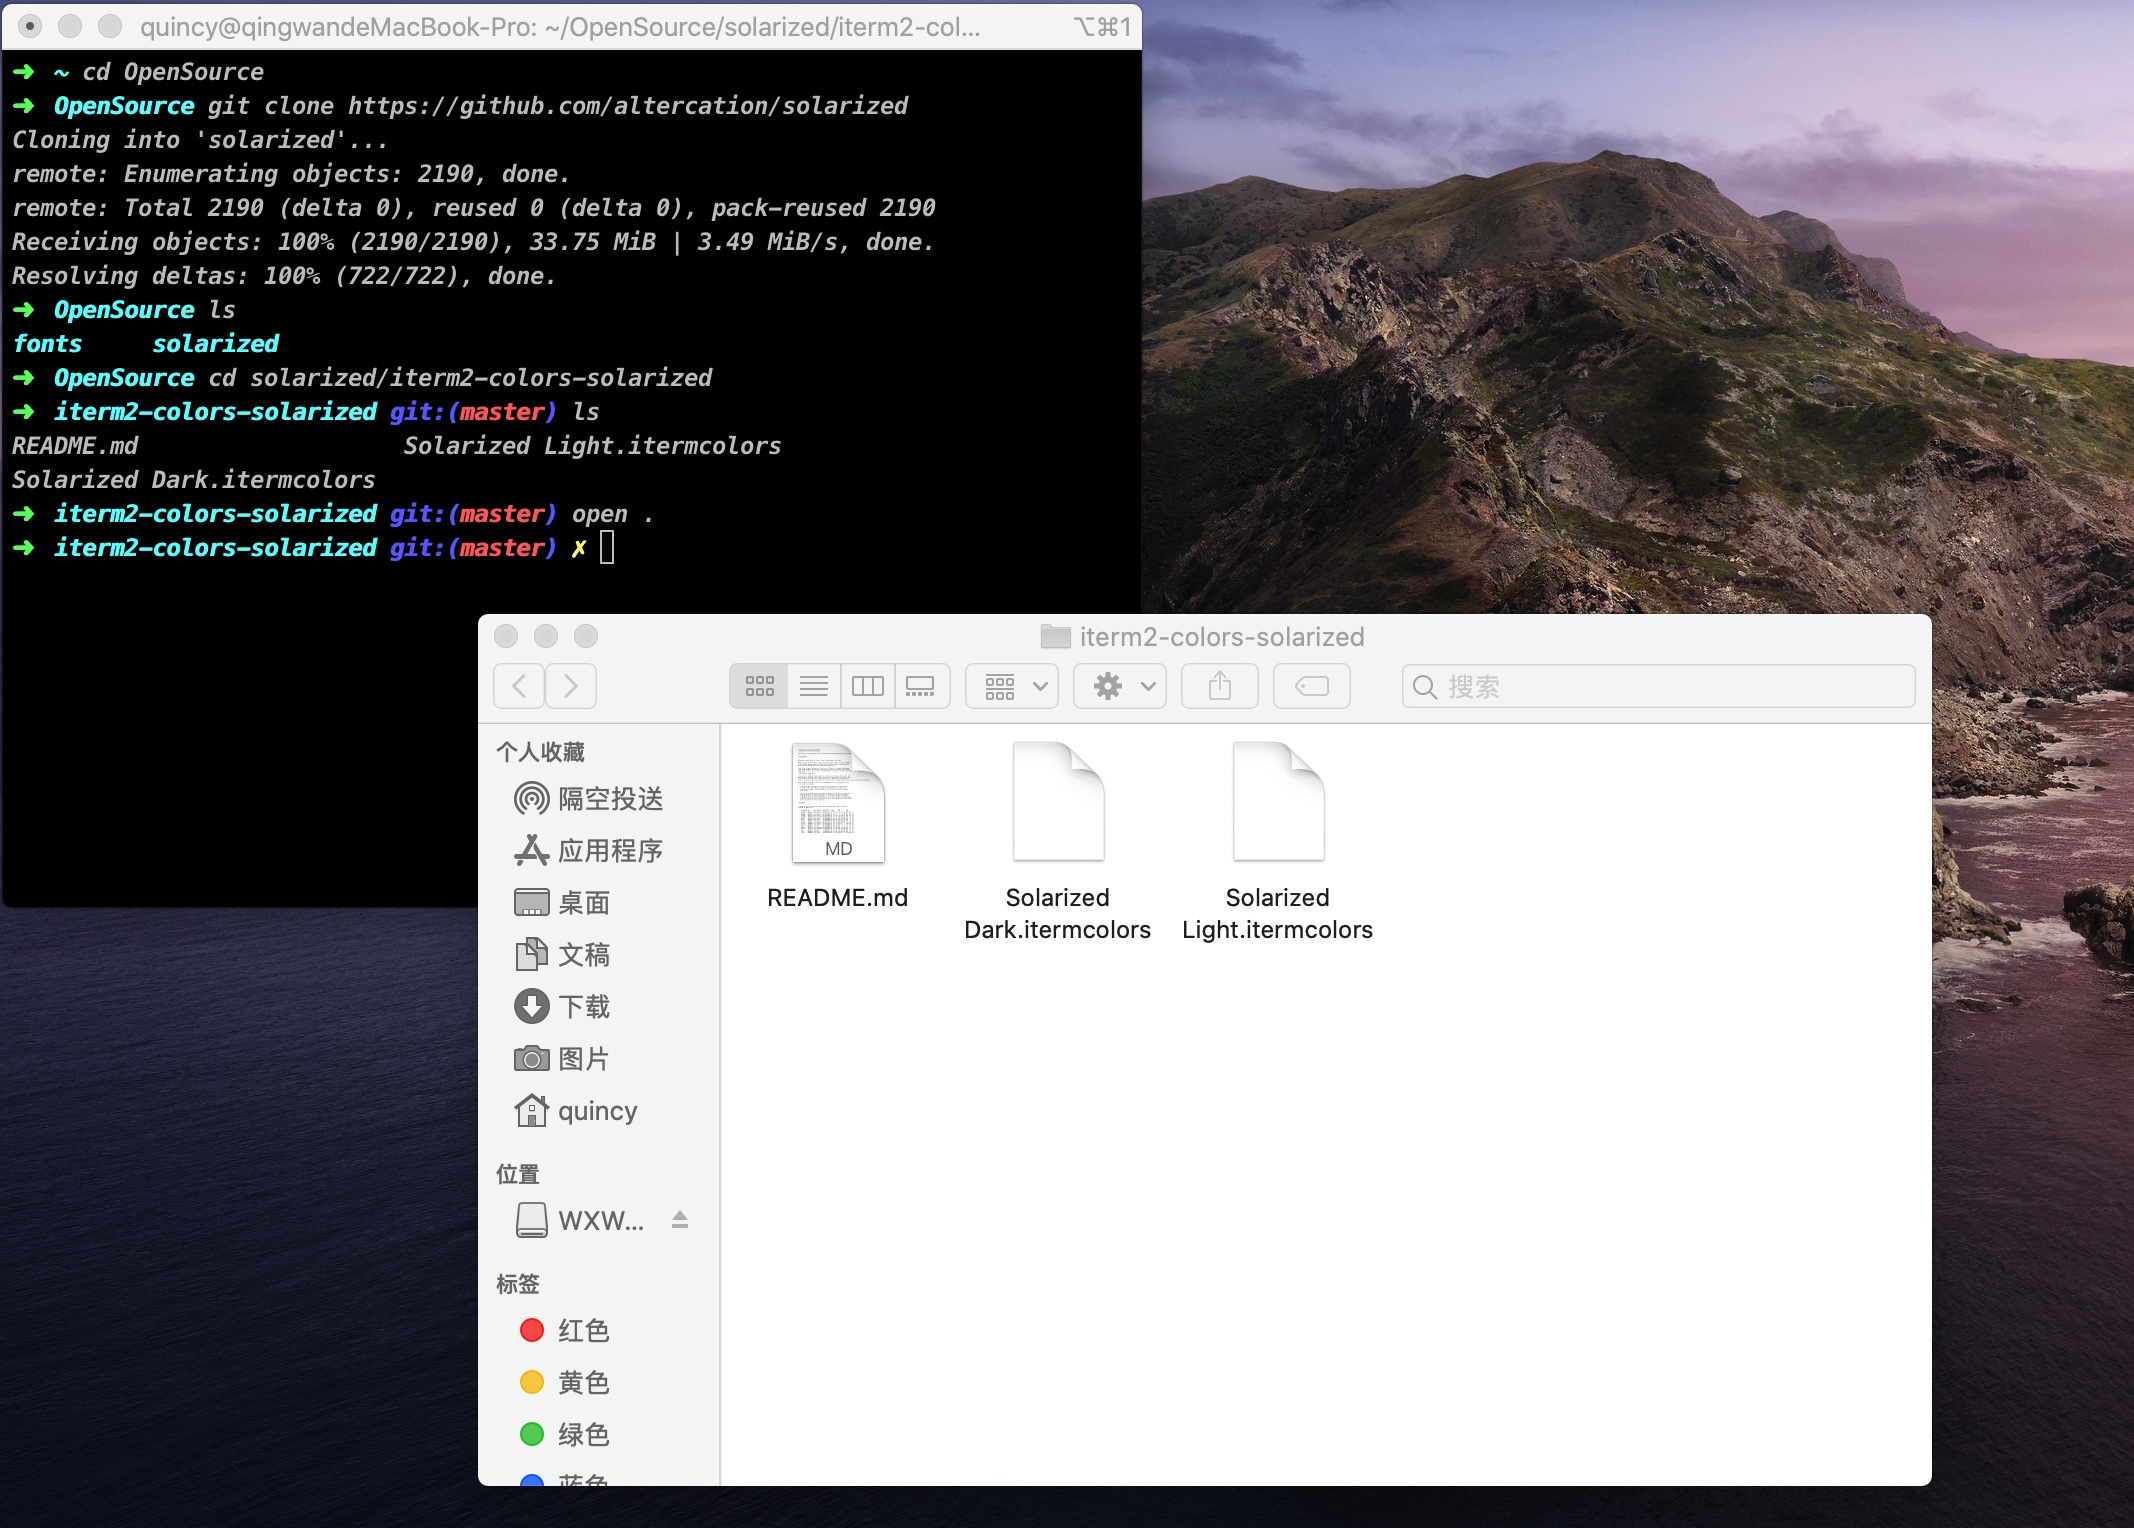 quincy@qingwandeMacBook-Pro: ~/OpenSource/solarized/iterm2-col... ⌥⌘1
➜ ~ cd OpenSource
➜ OpenSource git clone https://github.com/altercation/solarized
Cloning into 'solarized'...
remote: Enumerating objects: 2190, done.
remote: Total 2190 (delta 0), reused 0 (delta 0), pack-reused 2190
Receiving objects: 100% (2190/2190), 33.75 MiB | 3.49 MiB/s, done.
Resolving deltas: 100% (722/722), done.
➜ OpenSource ls
fonts solarized
➜ OpenSource cd solarized/iterm2-colors-solarized
➜ iterm2-colors-solarized git:(master) ls
README.md Solarized Light.itermcolors
Solarized Dark.itermcolors
➜ iterm2-colors-solarized git:(master) open .
➜ iterm2-colors-solarized git:(master) ✗
iterm2-colors-solarized
搜索
个人收藏
隔空投送
应用程序
桌面
文稿
下载
图片
quincy
位置
WXW...
标签
红色
黄色
绿色
蓝色
MD
README.md
Solarized
Dark.itermcolors
Solarized
Light.itermcolors